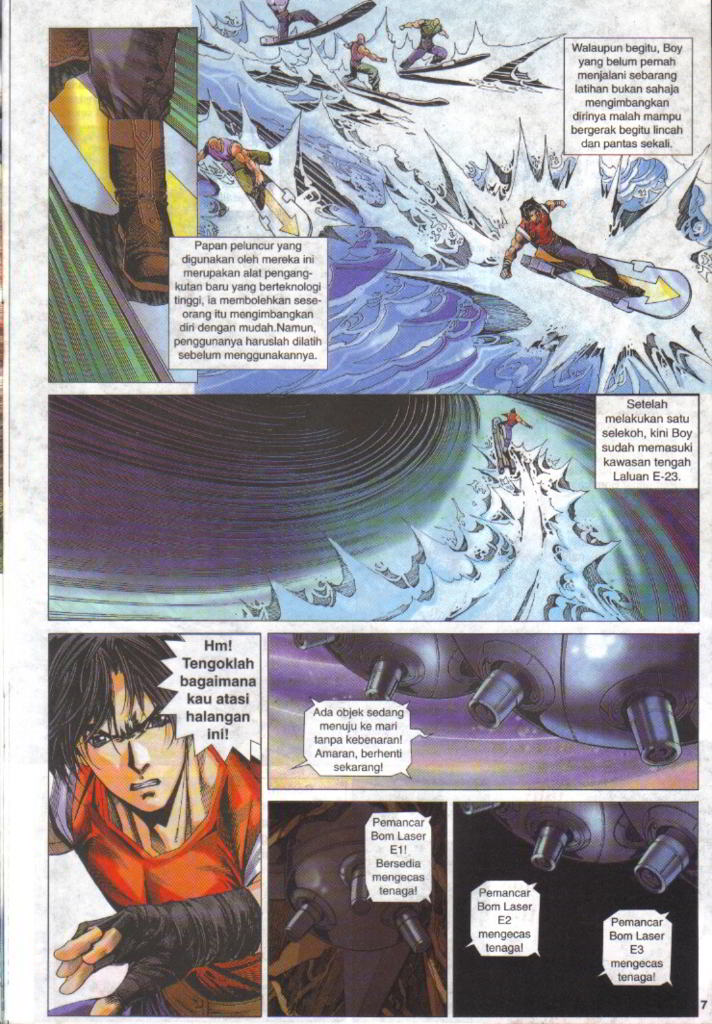 Walaupun begitu, Boy
yang belum pernah
menjalani sebarang
latihan bukan sahaja
mengimbangkan
dirinya malah mampu
bergerak begitu lincah
dan pantas sekali.
Papan peluncur yang
digunakan oleh mereka ini
merupakan alat pengang-
kutan baru yang berteknologi
tinggi, ia membolehkan sese-
orang itu mengimbangkan
diri dengan mudah.Namun,
penggunanya haruslah dilatih
sebelum menggunakannya.
Setelah
melakukan satu
selekoh, kini Boy
sudah memasuki
kawasan tengah
Laluan E-23.
Hm!
Tengoklah
bagaimana
kau atasi
halangan
ini!
Ada objek sedang
menuju ke mari
tanpa kebenaran!
Amaran, berhenti
sekarang!
Pemancar
Bom Laser
E1!
Bersedia
mengecas
tenaga!
Pemancar
Bom Laser
E2
mengecas
tenaga!
Pemancar
Bom Laser
E3
mengecas
tenaga!
7